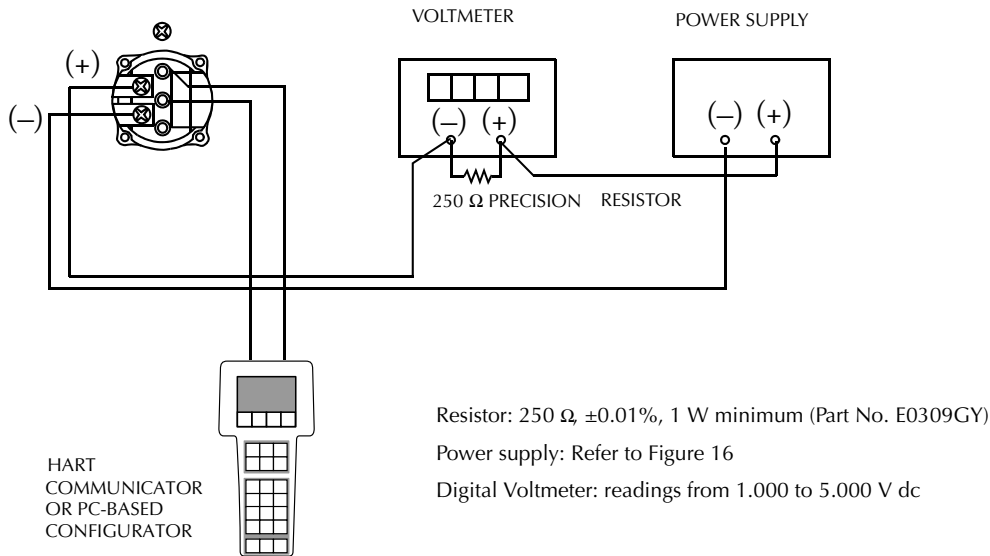 VOLTMETER
POWER SUPPLY
(+)
(–)
(–) (+)
(–) (+)
250 Ω PRECISION RESISTOR
HART
COMMUNICATOR
OR PC-BASED
CONFIGURATOR
Resistor: 250 Ω, ±0.01%, 1 W minimum (Part No. E0309GY)
Power supply: Refer to Figure 16
Digital Voltmeter: readings from 1.000 to 5.000 V dc